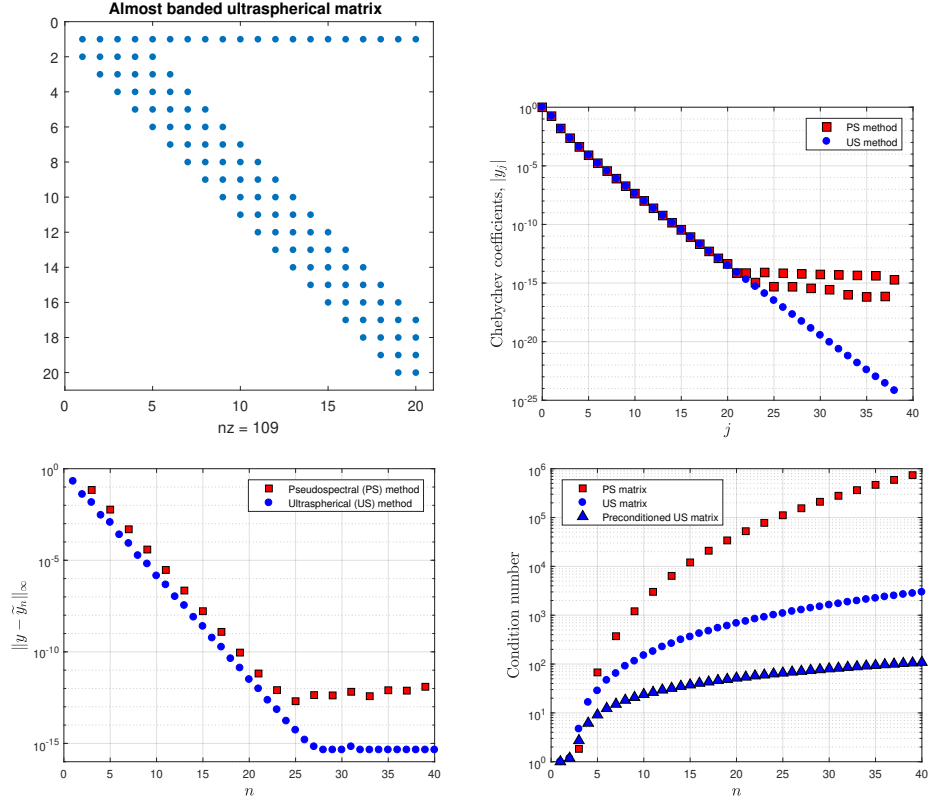 Almost banded ultraspherical matrix
0
2
4
6
8
10
12
14
16
18
20
0 5 10 15 20
nz = 109
Chebychev coefficients, |y_j|
10^0
10^-5
10^-10
10^-15
10^-20
10^-25
PS method
US method
0 5 10 15 20 25 30 35 40
j
||y − ỹ_n||_∞
10^0
10^-5
10^-10
10^-15
Pseudospectral (PS) method
Ultraspherical (US) method
0 5 10 15 20 25 30 35 40
n
Condition number
10^6
10^5
10^4
10^3
10^2
10^1
10^0
PS matrix
US matrix
Preconditioned US matrix
0 5 10 15 20 25 30 35 40
n